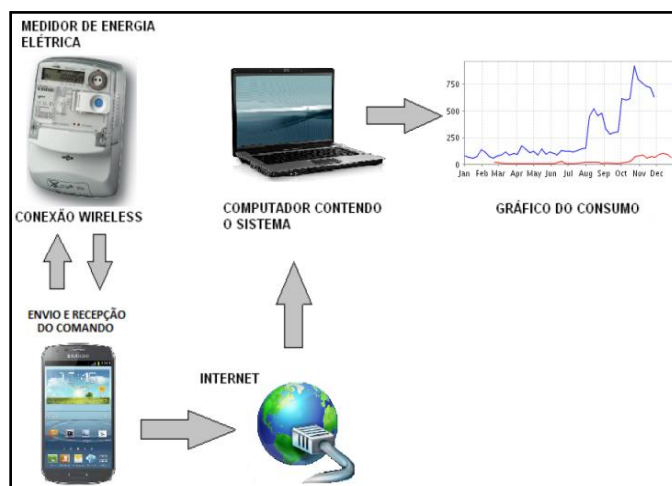 MEDIDOR DE ENERGIA
ELÉTRICA
CONEXÃO WIRELESS
ENVIO E RECEPÇÃO
DO COMANDO
INTERNET
COMPUTADOR CONTENDO
O SISTEMA
750
500
250
0
Jan Feb Mar Apr May Jun Jul Aug Sep Oct Nov Dec
GRÁFICO DO CONSUMO